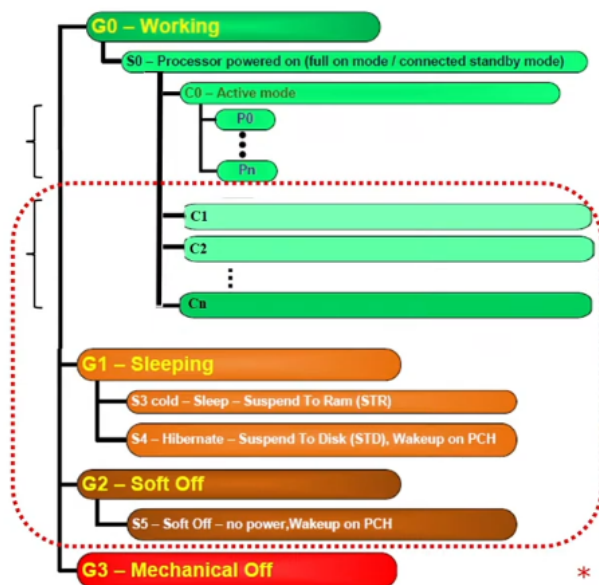 G0 – Working
S0 – Processor powered on (full on mode / connected standby mode)
C0 – Active mode
P0
Pn
C1
C2
Cn
G1 – Sleeping
S3 cold – Sleep – Suspend To Ram (STR)
S4 – Hibernate – Suspend To Disk (STD), Wakeup on PCH
G2 – Soft Off
S5 – Soft Off – no power,Wakeup on PCH
G3 – Mechanical Off
*